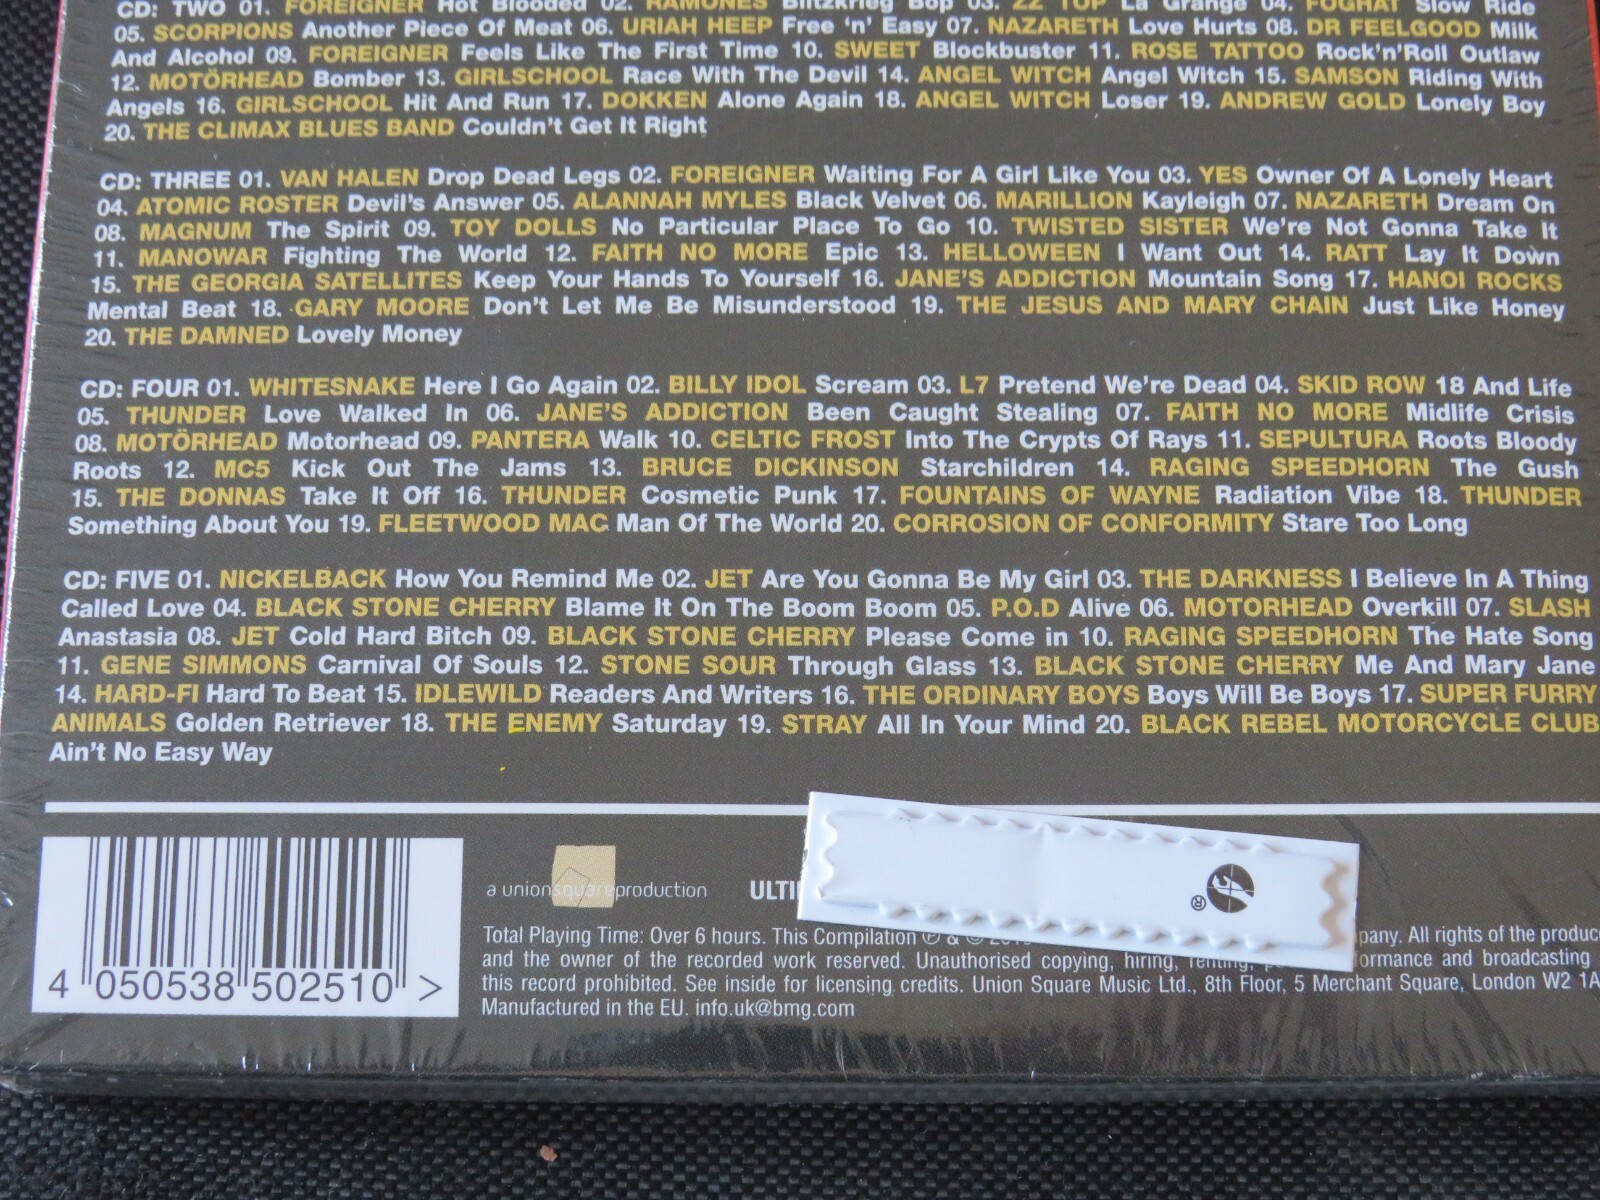 CD: TWO 01. FOREIGNER Hot Blooded 02. RAMONES Blitzkrieg Bop 03. ZZ TOP La Grange 04. FOGHAT Slow Ride
05. SCORPIONS Another Piece Of Meat 06. URIAH HEEP Free 'n' Easy 07. NAZARETH Love Hurts 08. DR FEELGOOD Milk
And Alcohol 09. FOREIGNER Feels Like The First Time 10. SWEET Blockbuster 11. ROSE TATTOO Rock'n'Roll Outlaw
12. MOTÖRHEAD Bomber 13. GIRLSCHOOL Race With The Devil 14. ANGEL WITCH Angel Witch 15. SAMSON Riding With
Angels 16. GIRLSCHOOL Hit And Run 17. DOKKEN Alone Again 18. ANGEL WITCH Loser 19. ANDREW GOLD Lonely Boy
20. THE CLIMAX BLUES BAND Couldn't Get It Right
CD: THREE 01. VAN HALEN Drop Dead Legs 02. FOREIGNER Waiting For A Girl Like You 03. YES Owner Of A Lonely Heart
04. ATOMIC ROSTER Devil's Answer 05. ALANNAH MYLES Black Velvet 06. MARILLION Kayleigh 07. NAZARETH Dream On
08. MAGNUM The Spirit 09. TOY DOLLS No Particular Place To Go 10. TWISTED SISTER We're Not Gonna Take It
11. MANOWAR Fighting The World 12. FAITH NO MORE Epic 13. HELLOWEEN I Want Out 14. RATT Lay It Down
15. THE GEORGIA SATELLITES Keep Your Hands To Yourself 16. JANE'S ADDICTION Mountain Song 17. HANOI ROCKS
Mental Beat 18. GARY MOORE Don't Let Me Be Misunderstood 19. THE JESUS AND MARY CHAIN Just Like Honey
20. THE DAMNED Lovely Money
CD: FOUR 01. WHITESNAKE Here I Go Again 02. BILLY IDOL Scream 03. L7 Pretend We're Dead 04. SKID ROW 18 And Life
05. THUNDER Love Walked In 06. JANE'S ADDICTION Been Caught Stealing 07. FAITH NO MORE Midlife Crisis
08. MOTÖRHEAD Motorhead 09. PANTERA Walk 10. CELTIC FROST Into The Crypts Of Rays 11. SEPULTURA Roots Bloody
Roots 12. MC5 Kick Out The Jams 13. BRUCE DICKINSON Starchildren 14. RAGING SPEEDHORN The Gush
15. THE DONNAS Take It Off 16. THUNDER Cosmetic Punk 17. FOUNTAINS OF WAYNE Radiation Vibe 18. THUNDER
Something About You 19. FLEETWOOD MAC Man Of The World 20. CORROSION OF CONFORMITY Stare Too Long
CD: FIVE 01. NICKELBACK How You Remind Me 02. JET Are You Gonna Be My Girl 03. THE DARKNESS I Believe In A Thing
Called Love 04. BLACK STONE CHERRY Blame It On The Boom Boom 05. P.O.D Alive 06. MOTORHEAD Overkill 07. SLASH
Anastasia 08. JET Cold Hard Bitch 09. BLACK STONE CHERRY Please Come in 10. RAGING SPEEDHORN The Hate Song
11. GENE SIMMONS Carnival Of Souls 12. STONE SOUR Through Glass 13. BLACK STONE CHERRY Me And Mary Jane
14. HARD-FI Hard To Beat 15. IDLEWILD Readers And Writers 16. THE ORDINARY BOYS Boys Will Be Boys 17. SUPER FURRY
ANIMALS Golden Retriever 18. THE ENEMY Saturday 19. STRAY All In Your Mind 20. BLACK REBEL MOTORCYCLE CLUB
Ain't No Easy Way
a unionsquareproduction
4 050538 502510 >
Total Playing Time: Over 6 hours. This Compilation ℗ & © All rights of the
and the owner of the recorded work reserved. Unauthorised copying, hiring, renting, and broadcasting
this record prohibited. See inside for licensing credits. Union Square Music Ltd., 8th Floor, 5 Merchant Square, London W2
Manufactured in the EU. info.uk@bmg.com
®